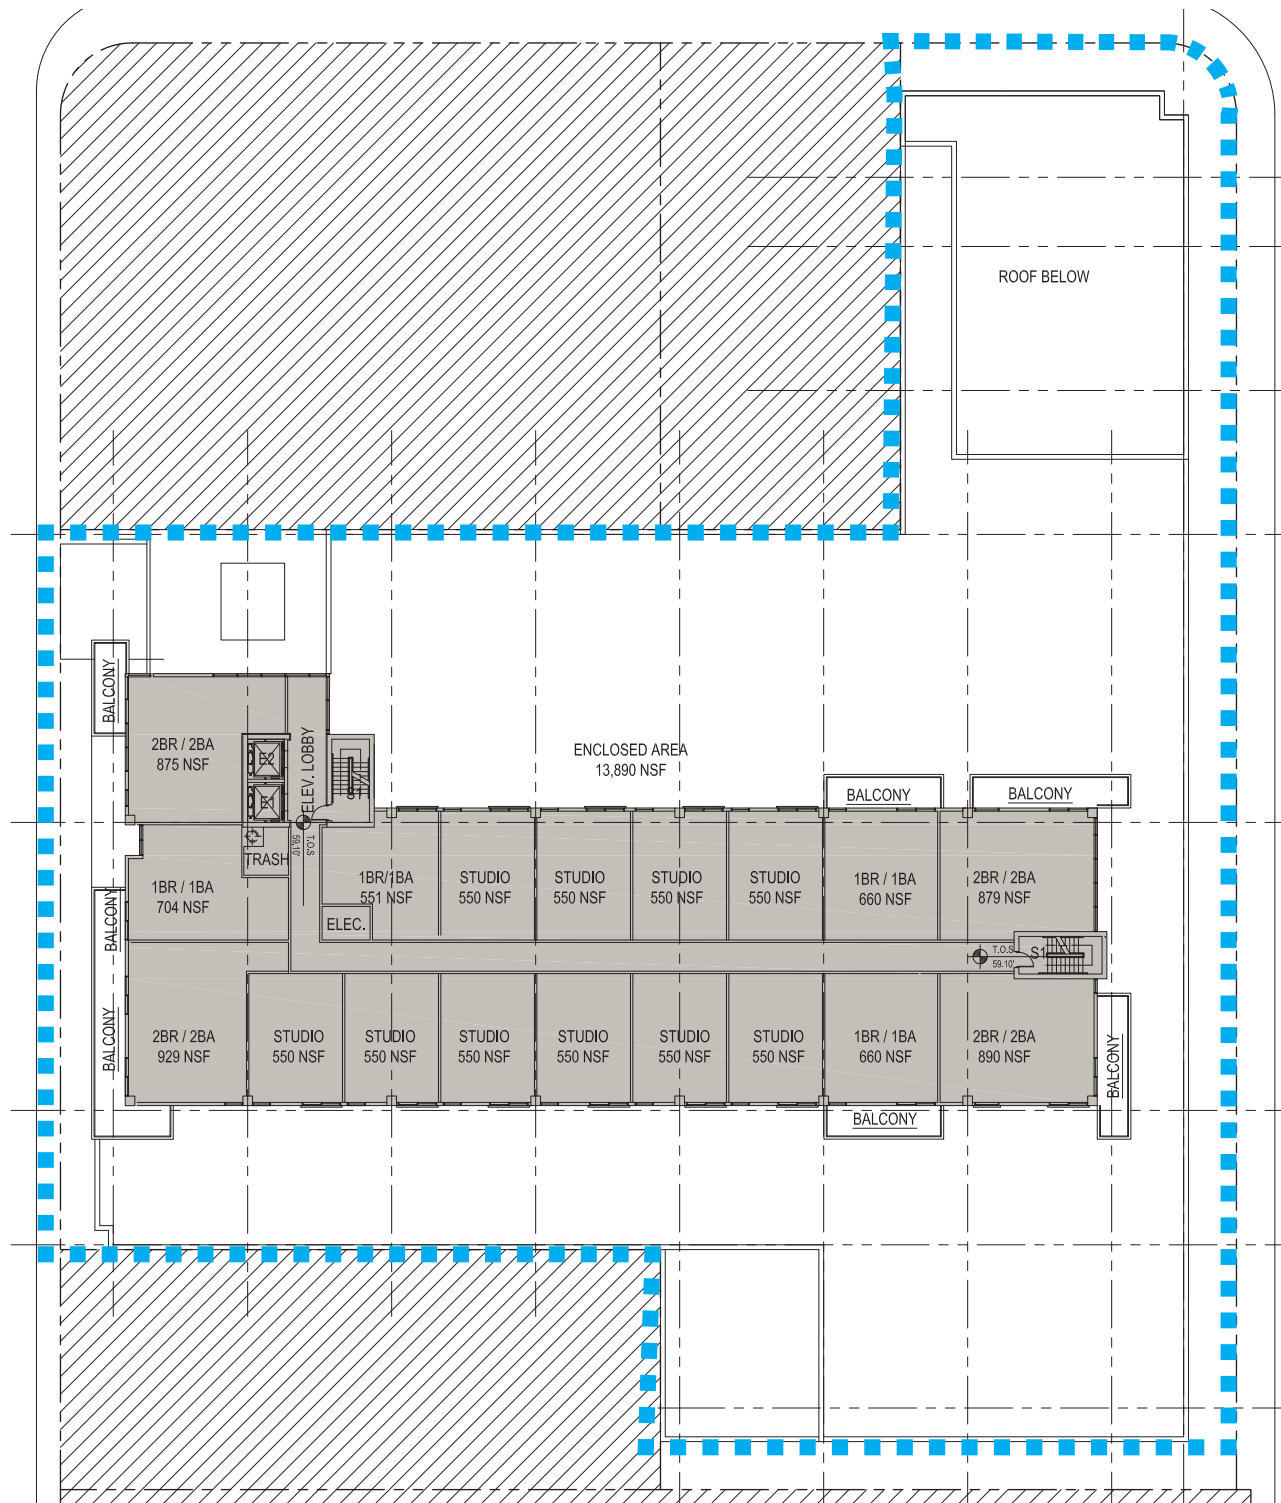 ROOF BELOW
BALCONY
2BR / 2BA
875 NSF
ELEV. LOBBY
ENCLOSED AREA
13,890 NSF
BALCONY
BALCONY
TRASH
T.O.S
59.10'
1BR / 1BA
704 NSF
1BR/1BA
551 NSF
STUDIO
550 NSF
STUDIO
550 NSF
STUDIO
550 NSF
STUDIO
550 NSF
1BR / 1BA
660 NSF
2BR / 2BA
879 NSF
ELEC.
BALCONY
T.O.S
59.10'
S1
2BR / 2BA
929 NSF
STUDIO
550 NSF
STUDIO
550 NSF
STUDIO
550 NSF
STUDIO
550 NSF
STUDIO
550 NSF
STUDIO
550 NSF
1BR / 1BA
660 NSF
2BR / 2BA
890 NSF
BALCONY
BALCONY
BALCONY